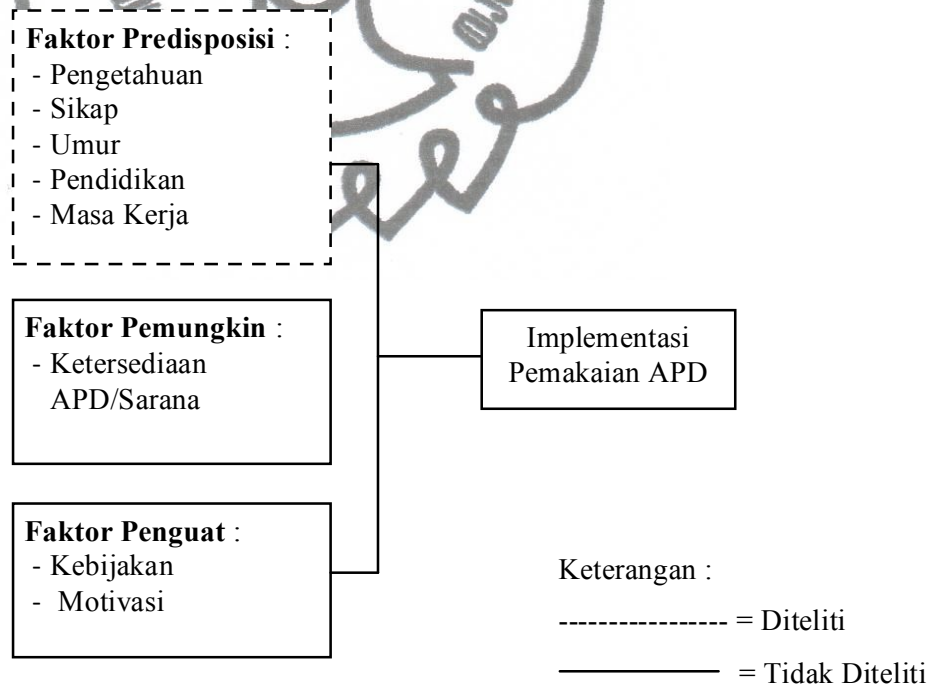 Faktor Predisposisi :
- Pengetahuan
- Sikap
- Umur
- Pendidikan
- Masa Kerja
Faktor Pemungkin :
- Ketersediaan
APD/Sarana
Faktor Penguat :
- Kebijakan
- Motivasi
Implementasi
Pemakaian APD
Keterangan :
----------------- = Diteliti
= Tidak Diteliti